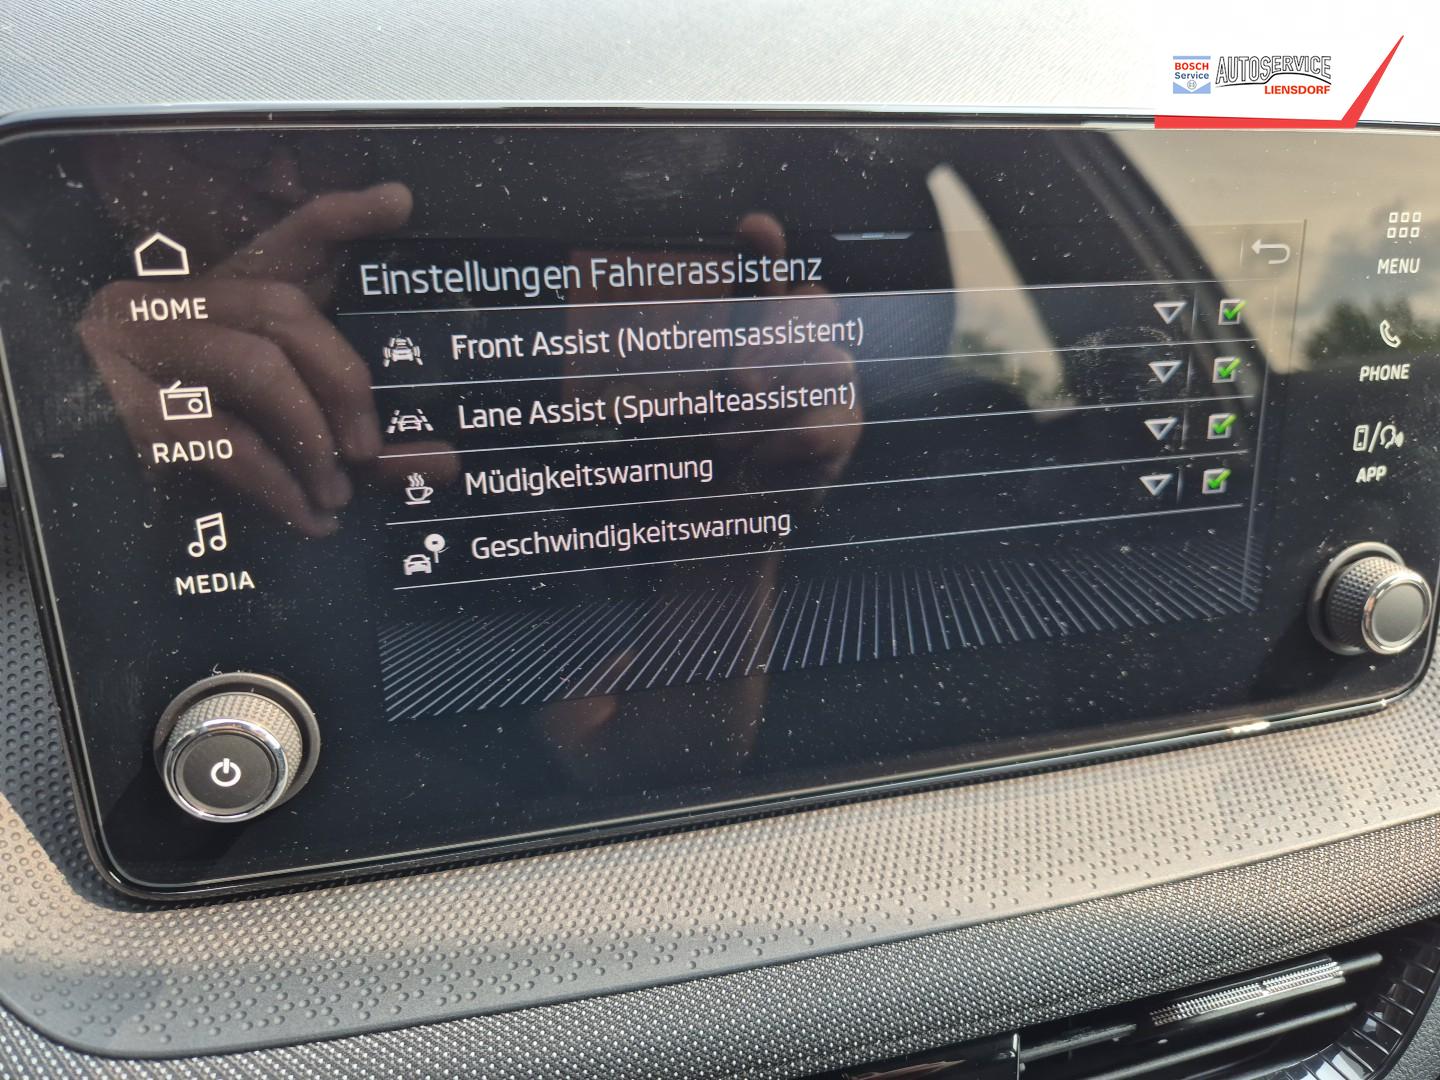 BOSCH
Service
AUTOSERVICE
LIENSDORF
HOME
RADIO
MEDIA
Einstellungen Fahrerassistenz
Front Assist (Notbremsassistent)
Lane Assist (Spurhalteassistent)
Müdigkeitswarnung
Geschwindigkeitswarnung
MENU
PHONE
APP